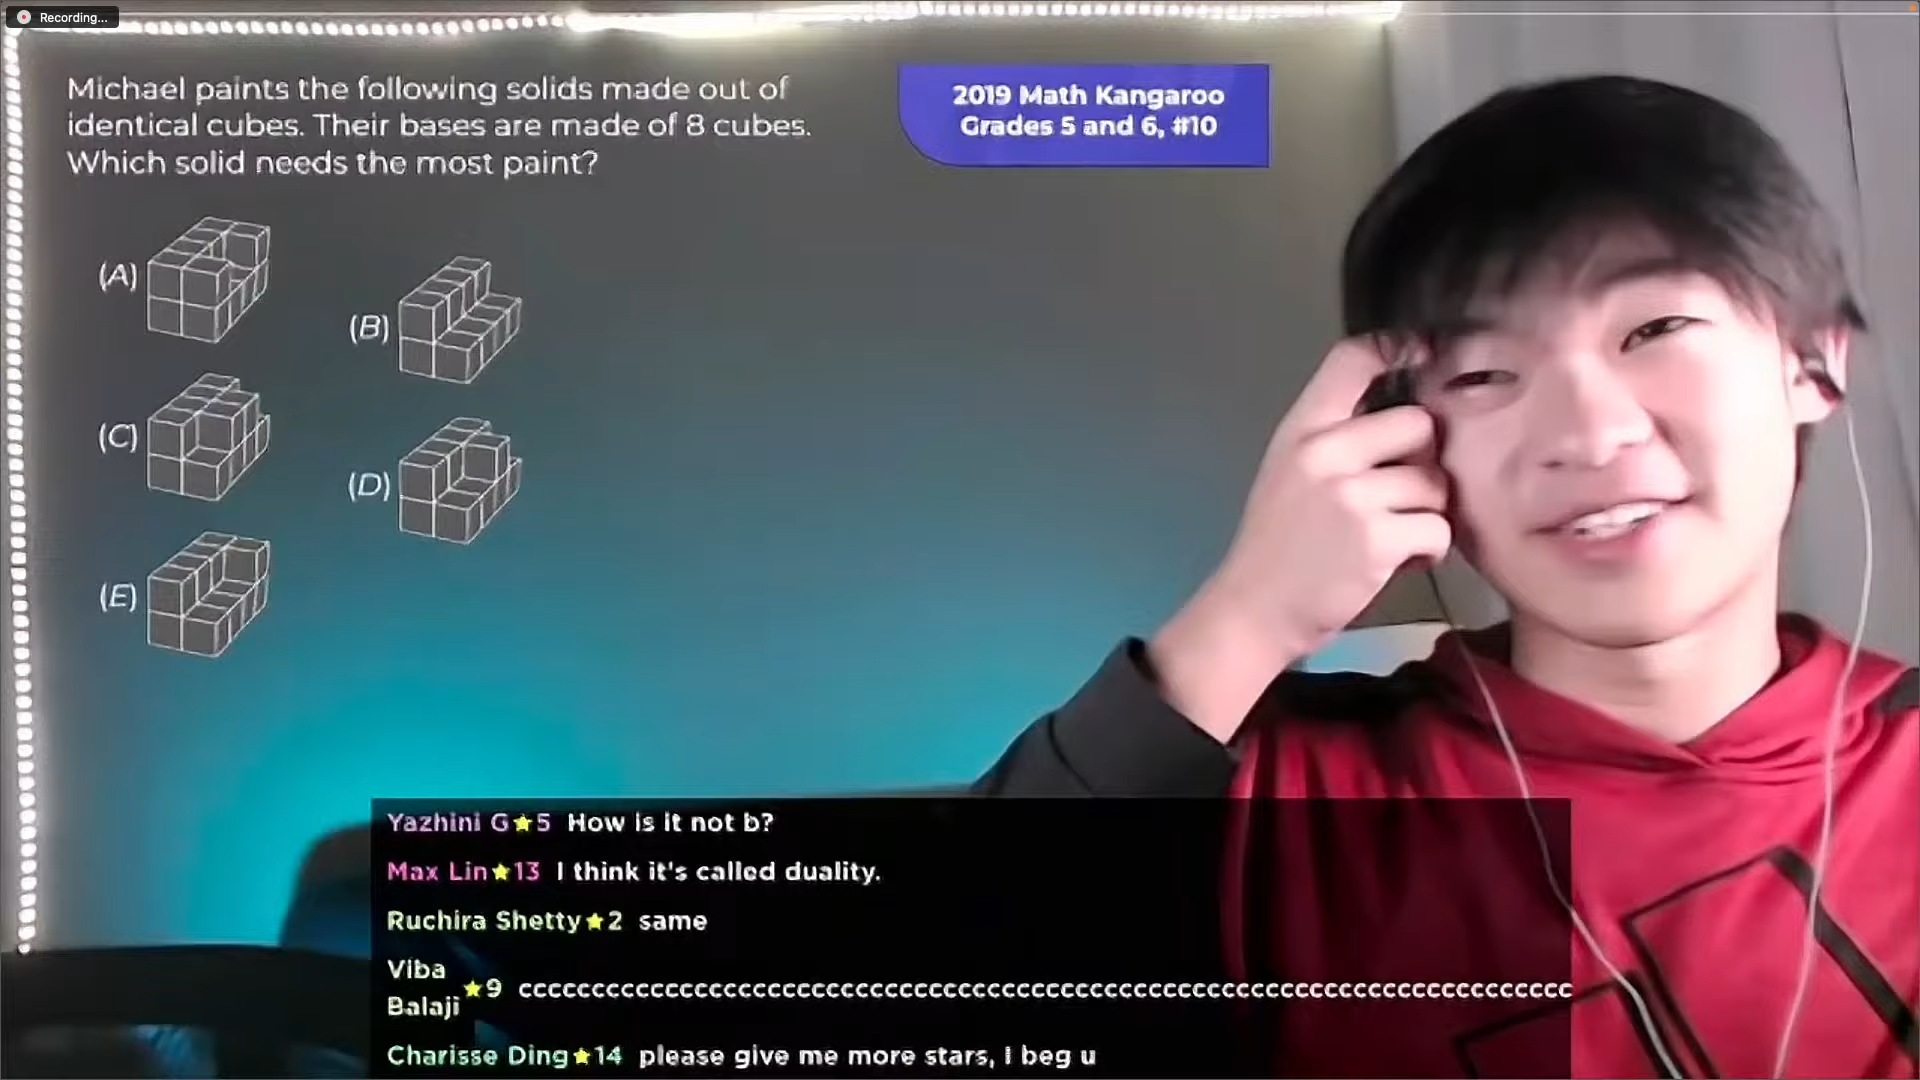 Recording...
Michael paints the following solids made out of
identical cubes. Their bases are made of 8 cubes.
Which solid needs the most paint?
2019 Math Kangaroo
Grades 5 and 6, #10
(A)
(B)
(C)
(D)
(E)
Yazhini G★5 How is it not b?
Max Lin★13 I think it's called duality.
Ruchira Shetty★2 same
Viba
Balaji ★9 cccccccccccccccccccccccccccccccccccccccccccccccccccccccccccccccccccccccc
Charisse Ding★14 please give me more stars, I beg u